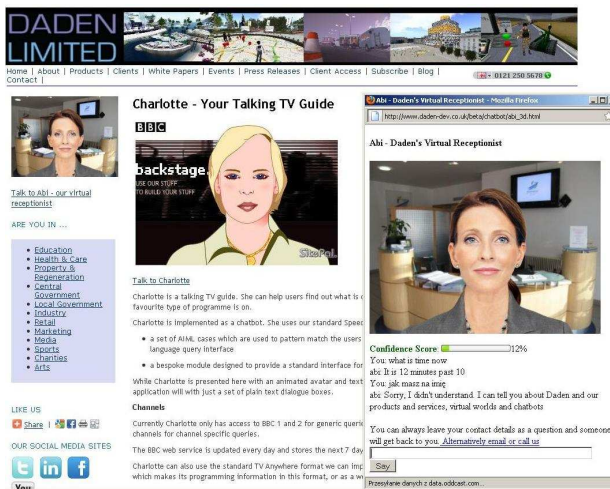 DADEN
LIMITED
Home | About | Products | Clients | White Papers | Events | Press Releases | Client Access | Subscribe | Blog |
Contact |
0121 250 5678
Talk to Abi - our virtual
receptionist
ARE YOU IN ...
Education
Health & Care
Property &
Regeneration
Central
Government
Local Government
Industry
Retail
Marketing
Media
Sports
Charities
Arts
LIKE US
Share |
OUR SOCIAL MEDIA SITES
t in f
You
Charlotte - Your Talking TV Guide
BBC
backstage.
USE OUR STUFF
TO BUILD YOUR STUFF
SitePal
Talk to Charlotte
Charlotte is a talking TV guide. She can help users find out what is
favourite type of programme is on.
Charlotte is implemented as a chatbot. She uses our standard
a set of AIML cases which are used to pattern match the users
language query interface
a bespoke module designed to provide a standard interface for
While Charlotte is presented here with an animated avatar and text
application will with just a set of plain text dialogue boxes.
Channels
Currently Charlotte only has access to BBC 1 and 2 for generic
channels for channel specific queries.
The BBC web service is updated every day and stores the next 7
Charlotte can also use the standard TV Anywhere format we can
which makes its programming information in this format, or as a
Abi - Daden's Virtual Receptionist - Mozilla Firefox
http://www.daden-dev.co.uk/beta/chatbot/abi_3d.html
Abi - Daden's Virtual Receptionist
Confidence Score: 12%
You: what is time now
abi: It is 12 minutes past 10
You: jak masz na imię
abi: Sorry, I didn't understand. I can tell you about Daden and our
products and services, virtual worlds and chatbots
You can always leave your contact details as a question and someone
will get back to you. Alternatively email or call us
Say
Przesyłanie danych z data.oddcast.com...